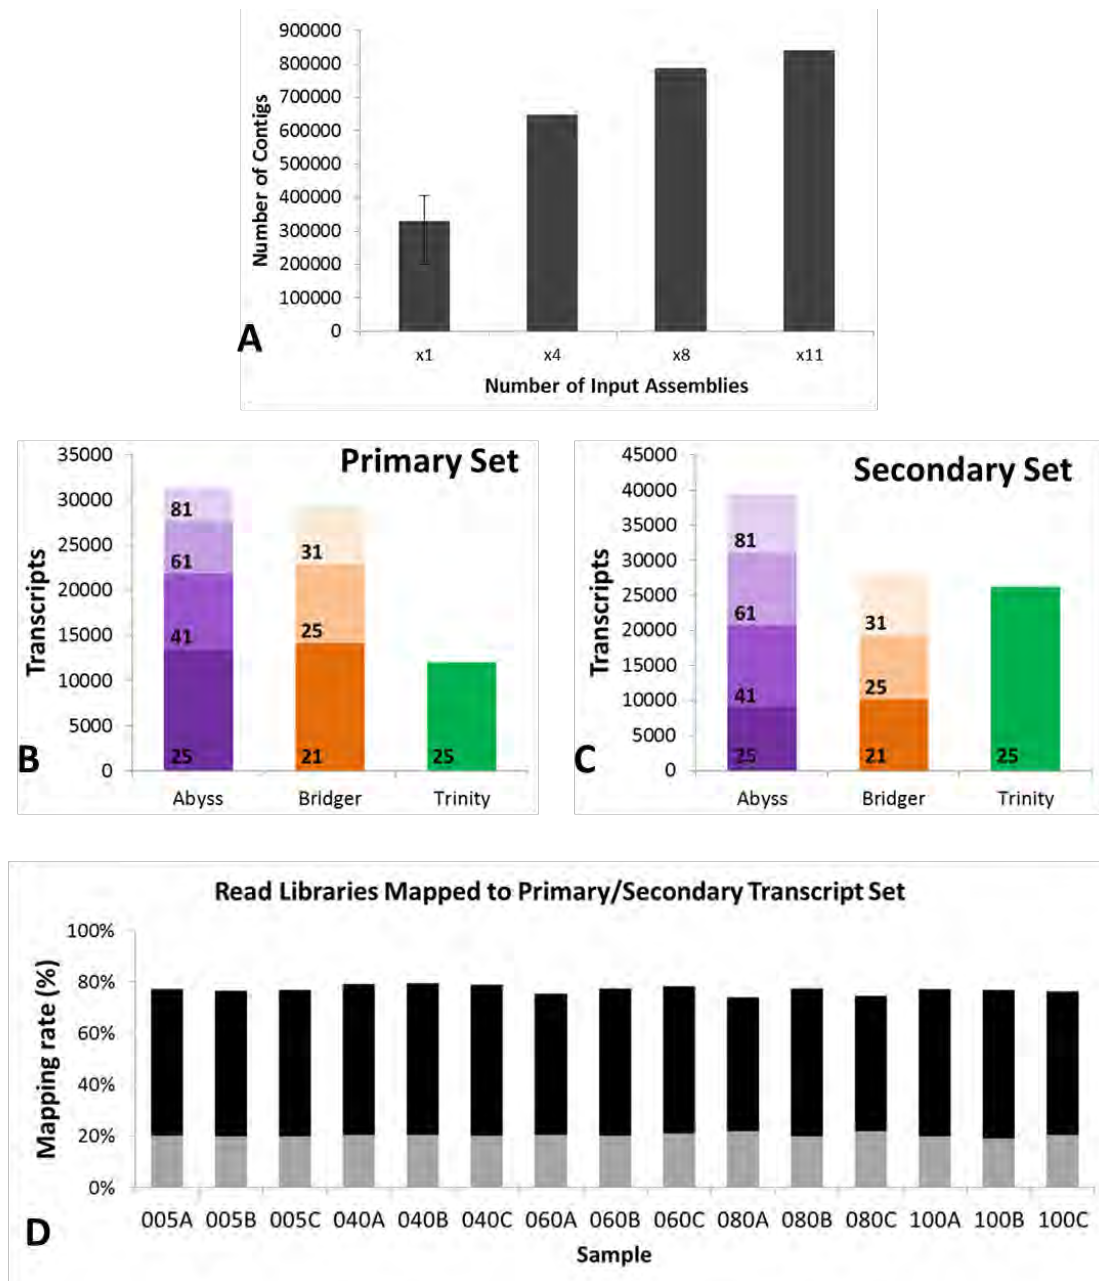 900000
800000
700000
600000
500000
400000
300000
200000
100000
0
Number of Contigs
x1 x4 x8 x11
Number of Input Assemblies
A
Primary Set
35000
30000
25000
20000
15000
10000
5000
0
Transcripts
81
61
41
25
31
25
21
25
Abyss Bridger Trinity
B
Secondary Set
45000
40000
35000
30000
25000
20000
15000
10000
5000
0
Transcripts
81
61
41
25
31
25
21
25
Abyss Bridger Trinity
C
Read Libraries Mapped to Primary/Secondary Transcript Set
100%
80%
60%
40%
20%
0%
Mapping rate (%)
005A 005B 005C 040A 040B 040C 060A 060B 060C 080A 080B 080C 100A 100B 100C
Sample
D